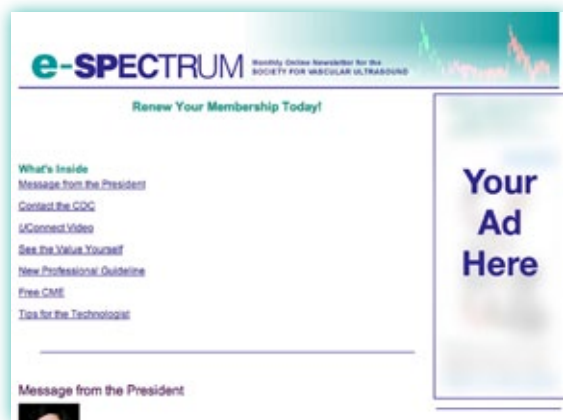 e-SPECTRUM
Monthly Online Newsletter for the
SOCIETY FOR VASCULAR ULTRASOUND
Renew Your Membership Today!
What's Inside
Message from the President
Contact the CDC
UConnect Video
See the Value Yourself
New Professional Guideline
Free CME
Tips for the Technologist
Your
Ad
Here
Message from the President